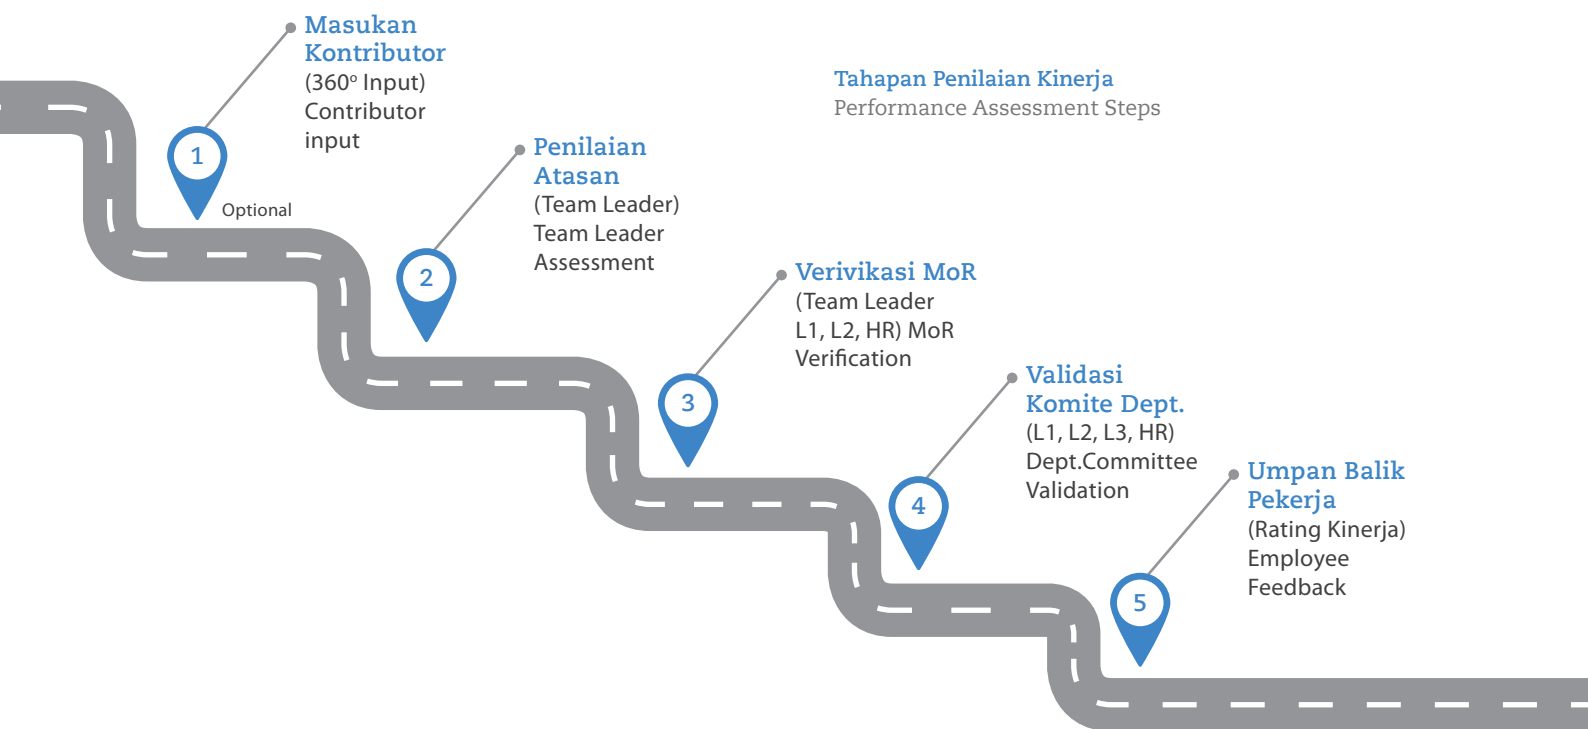 Tahapan Penilaian Kinerja
Performance Assessment Steps
1
Optional
Masukan
Kontributor
(360º Input)
Contributor
input
2
Penilaian
Atasan
(Team Leader)
Team Leader
Assessment
3
Verivikasi MoR
(Team Leader
L1, L2, HR) MoR
Verification
4
Validasi
Komite Dept.
(L1, L2, L3, HR)
Dept.Committee
Validation
5
Umpan Balik
Pekerja
(Rating Kinerja)
Employee
Feedback